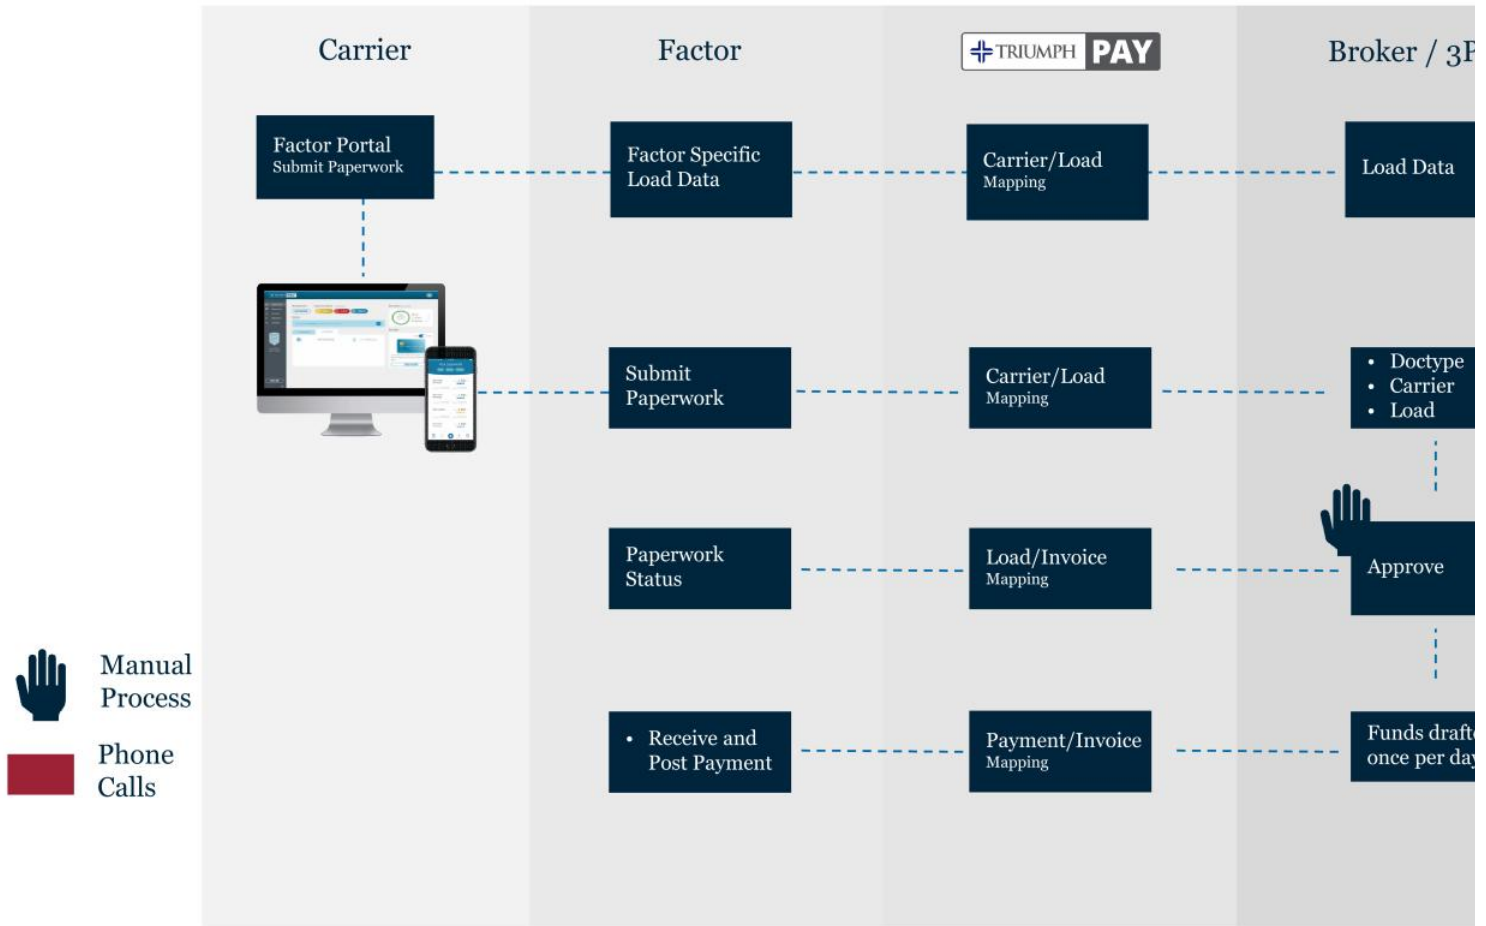 Carrier
Factor
TRIUMPH PAY
Broker / 3P
Factor Portal
Submit Paperwork
Factor Specific
Load Data
Carrier/Load
Mapping
Load Data
Submit
Paperwork
Carrier/Load
Mapping
• Doctype
• Carrier
• Load
Paperwork
Status
Load/Invoice
Mapping
Approve
• Receive and
Post Payment
Payment/Invoice
Mapping
Funds drafte
once per day
Manual
Process
Phone
Calls